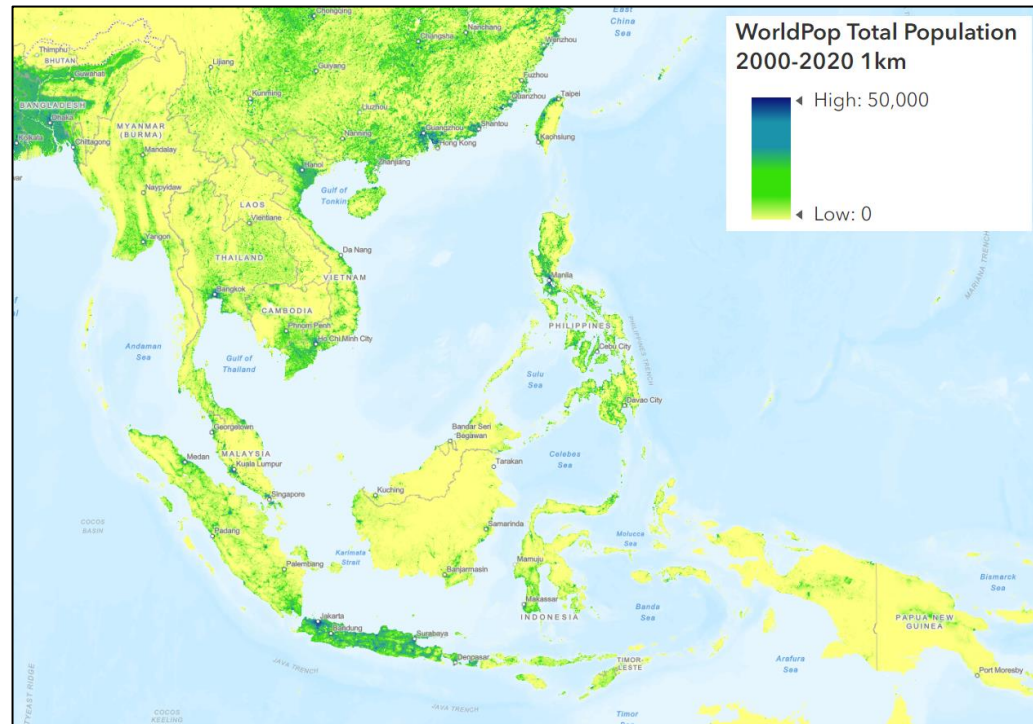 WorldPop Total Population
2000-2020 1km
High: 50,000
Low: 0
East
China
Sea
Chongqing
Nanchang
Changsha
Wenzhou
Thimphu
BHUTAN
Lijiang
Guiyang
Guwahati
Fuzhou
Kunming
Quanzhou
Taipei
BANGLADESH
Liuzhou
Dhaka
MYANMAR
(BURMA)
Guangzhou
Shantou
Kolkata
Nanning
Hong Kong
Kaohsiung
Chittagong
Mandalay
Hanoi
Zhanjiang
Gulf of
Tonkin
Naypyidaw
LAOS
Vientiane
Yangon
Da Nang
THAILAND
VIETNAM
MARIANA TRENCH
Bangkok
Manila
CAMBODIA
Phnom Penh
Ho Chi Minh City
PHILIPPINES
PHILIPPINES TRENCH
Andaman
Sea
Gulf of
Thailand
Cebu City
Sulu
Sea
Davao City
Georgetown
Bandar Seri
Begawan
MALAYSIA
Medan
Kuala Lumpur
Celebes
Sea
Tarakan
Kuching
Singapore
COCOS
BASIN
Padang
Samarinda
Molucca
Sea
Karimata
Strait
Mamuju
Palembang
Banjarmasin
Bismarck
Sea
Makassar
Banda
Sea
Jakarta
INDONESIA
PAPUA NEW
GUINEA
Bandung
Surabaya
Denpasar
TIMOR-
LESTE
Arafura
Sea
Port Moresby
JAVA TRENCH
JAVA TRENCH
COCOS
KEELING
Timor